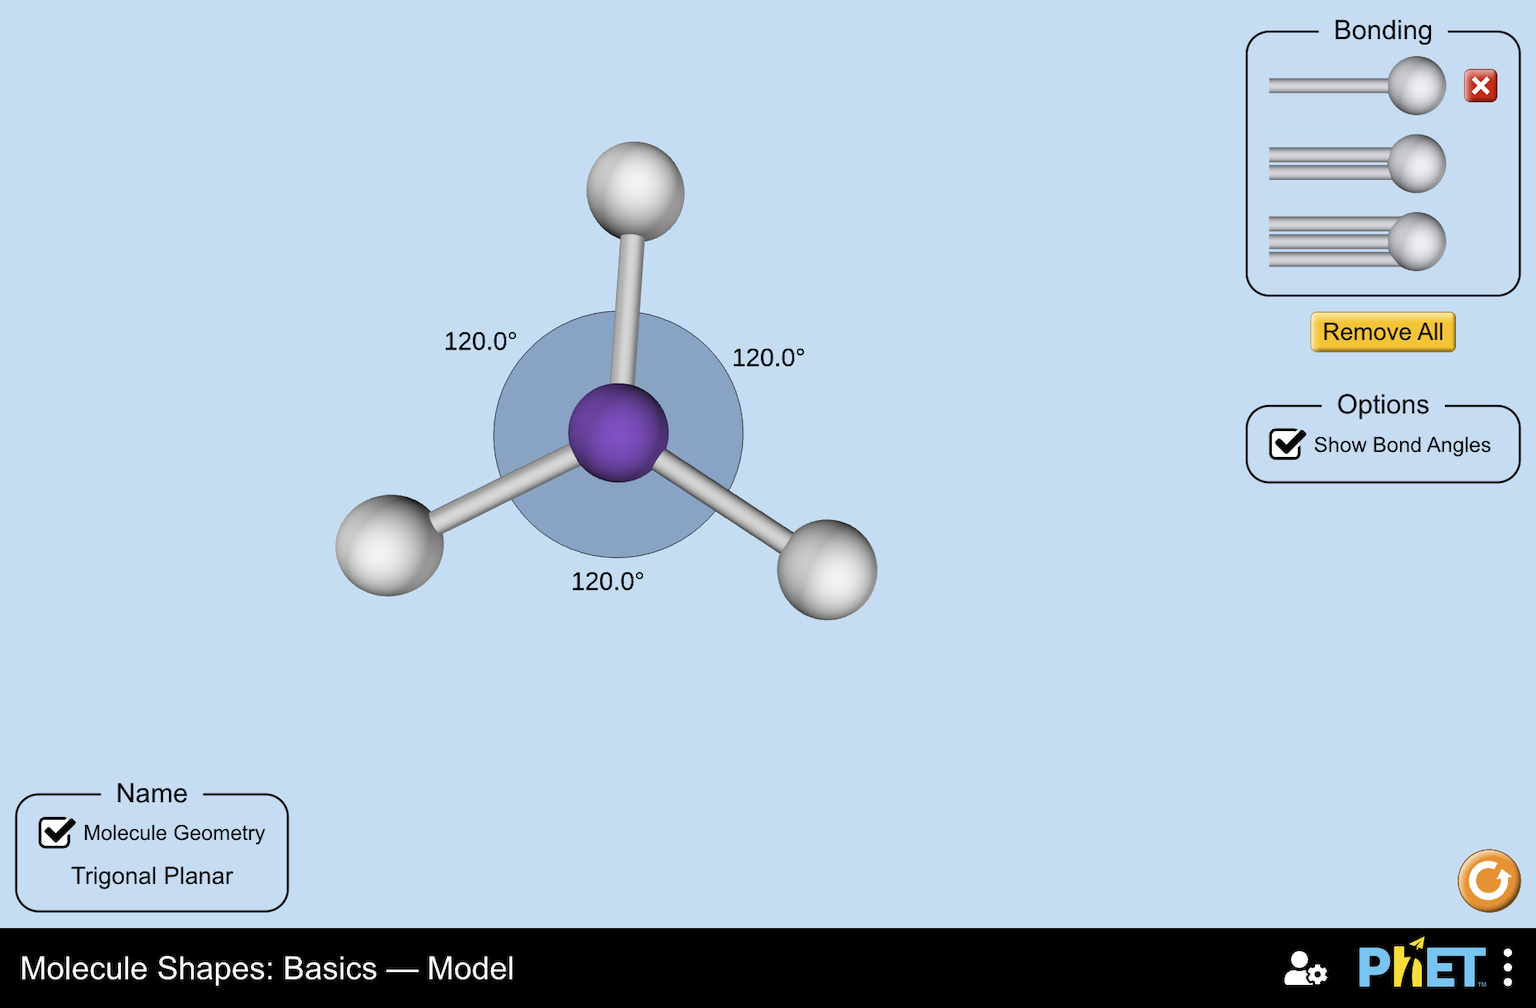 Bonding
Remove All
Options
Show Bond Angles
120.0°
120.0°
120.0°
Name
Molecule Geometry
Trigonal Planar
Molecule Shapes: Basics — Model
PhET™